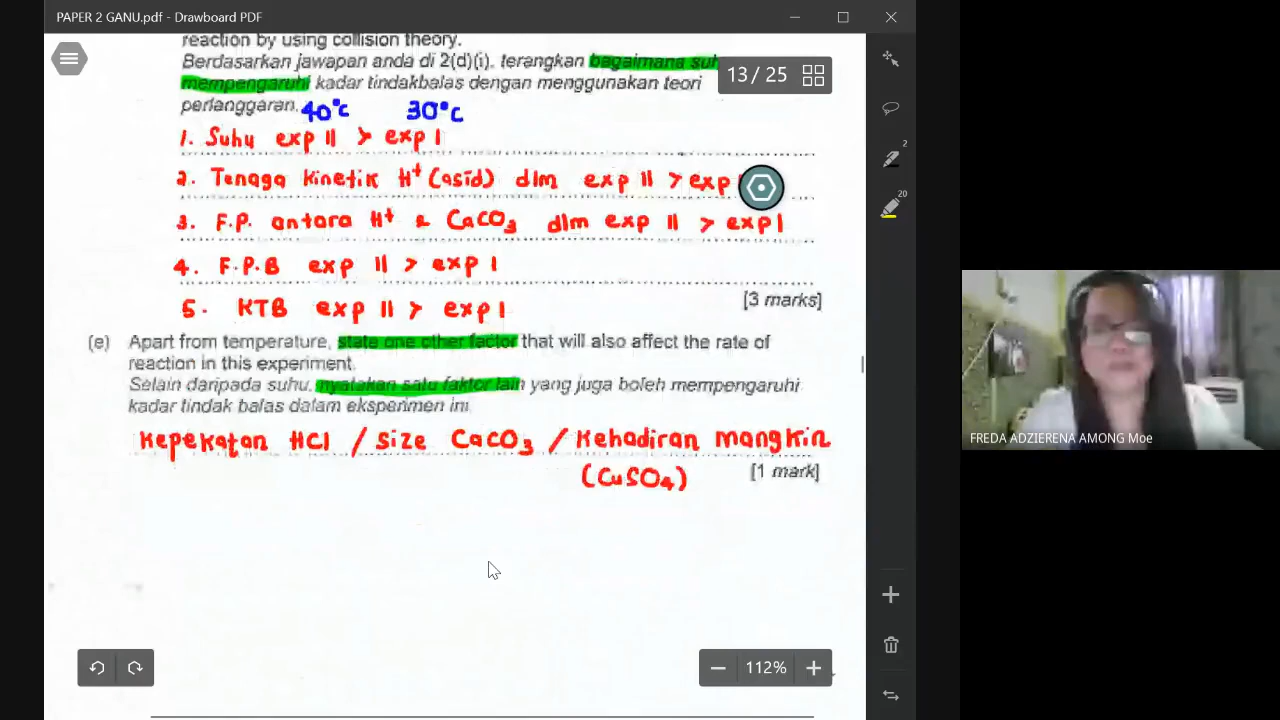 PAPER 2 GANU.pdf - Drawboard PDF
reaction by using collision theory.
Berdasarkan jawapan anda di 2(d)(i), terangkan bagaimana suh
mempengaruhi kadar tindakbalas dengan menggunakan teori
perlanggaran.
13 / 25
40°c 30°c
1. Suhu exp II > exp I
2. Tenaga kinetik H+ (asid) dlm exp II > exp
3. F.P. antara H+ & CaCO3 dlm exp II > exp I
4. F.P.B exp II > exp I
[3 marks]
5. KTB exp II > exp I
(e) Apart from temperature, state one other factor that will also affect the rate of
reaction in this experiment.
Selain daripada suhu, nyatakan satu faktor lain yang juga boleh mempengaruhi
kadar tindak balas dalam eksperimen ini
Kepekatan HCl / size CaCO3 / Kehadiran mangkin
(CuSO4)
[1 mark]
112%
2
20
FREDA ADZIERENA AMONG Moe